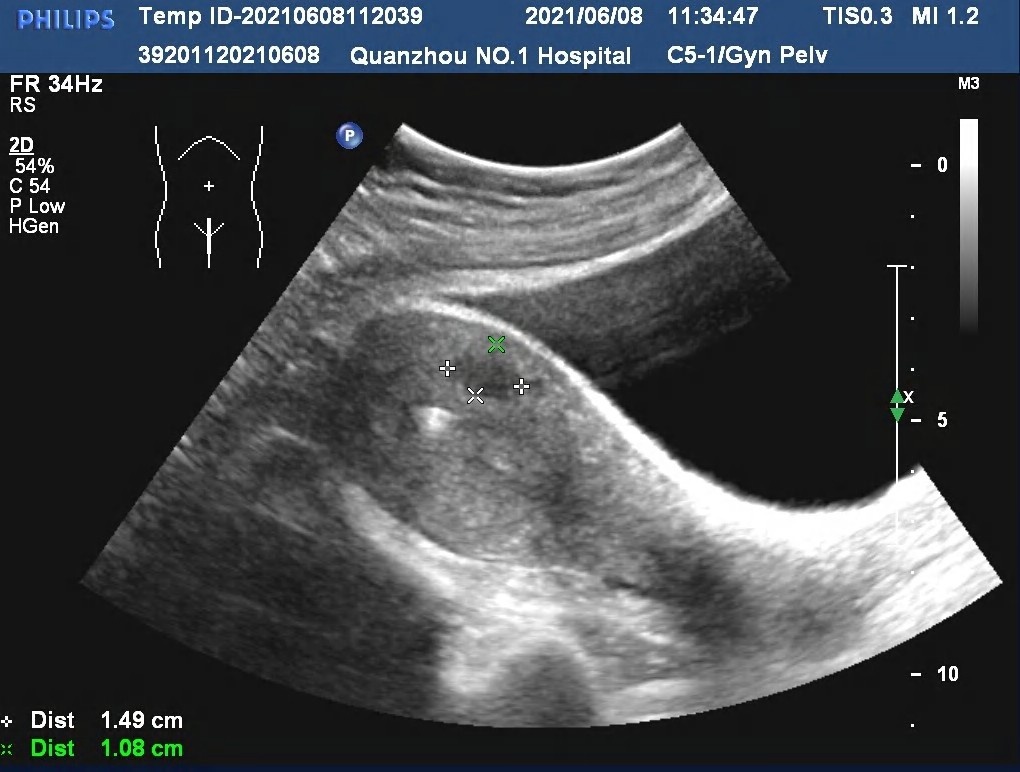 PHILIPS Temp ID-20210608112039 2021/06/08 11:34:47 TIS0.3 MI 1.2
39201120210608 Quanzhou NO.1 Hospital C5-1/Gyn Pelv
FR 34Hz
RS
M3
2D
54%
C 54
P Low
HGen
P
0
X
5
10
Dist 1.49 cm
Dist 1.08 cm